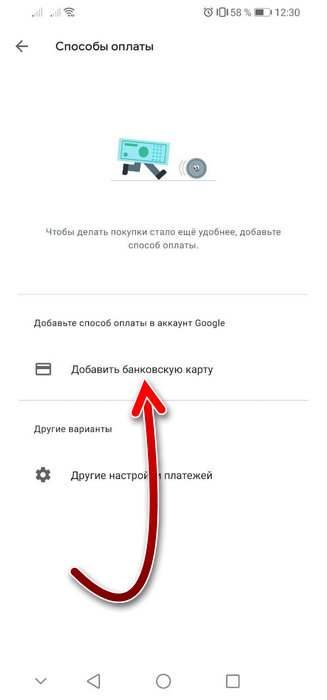 58 % 12:30
Способы оплаты
Чтобы делать покупки стало ещё удобнее, добавьте
способ оплаты.
Добавьте способ оплаты в аккаунт Google
Добавить банковскую карту
Другие варианты
Другие настройки платежей